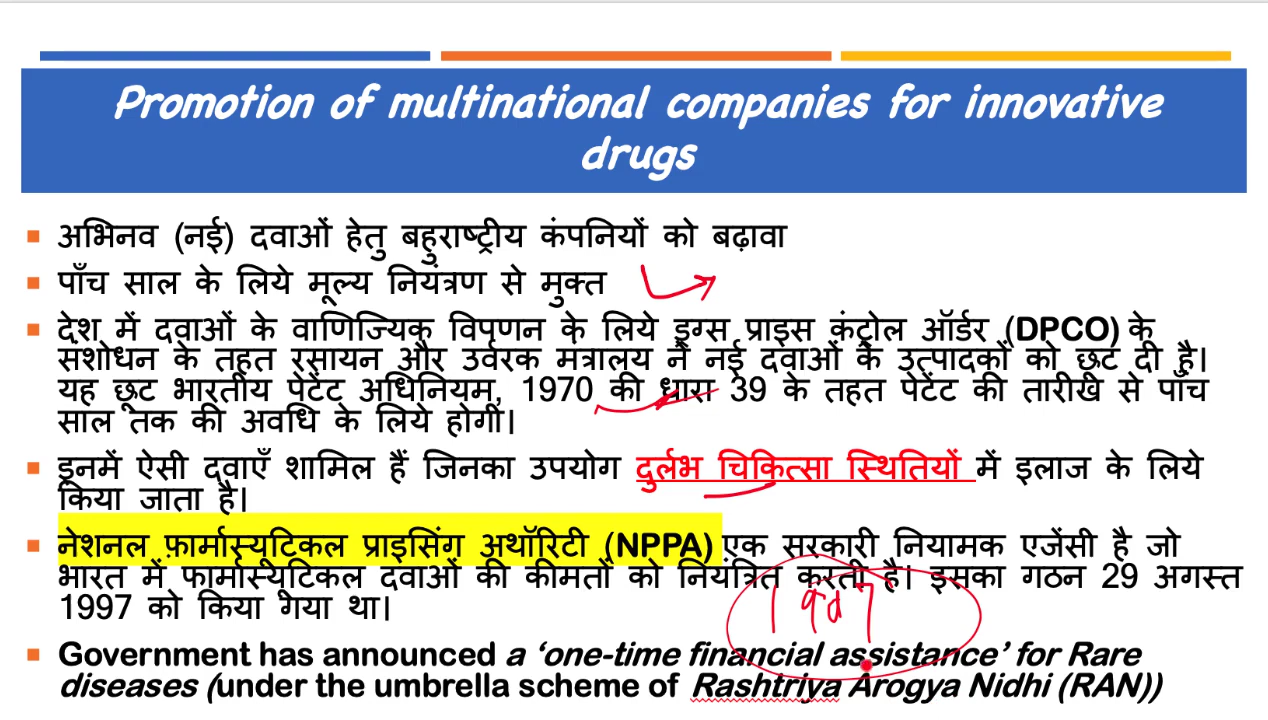 Promotion of multinational companies for innovative
drugs
अभिनव (नई) दवाओं हेतु बहुराष्ट्रीय कंपनियों को बढ़ावा
पाँच साल के लिये मूल्य नियंत्रण से मुक्त
देश में दवाओं के वाणिज्यिक विपणन के लिये ड्रग्स प्राइस कंट्रोल ऑर्डर (DPCO) के
संशोधन के तहत रसायन और उर्वरक मंत्रालय ने नई दवाओं के उत्पादकों को छूट दी है।
यह छूट भारतीय पेटेंट अधिनियम, 1970 की धारा 39 के तहत पेटेंट की तारीख से पाँच
साल तक की अवधि के लिये होगी।
इनमें ऐसी दवाएँ शामिल हैं जिनका उपयोग दुर्लभ चिकित्सा स्थितियों में इलाज के लिये
किया जाता है।
नेशनल फ़ार्मास्यूटिकल प्राइसिंग अथॉरिटी (NPPA) एक सरकारी नियामक एजेंसी है जो
भारत में फार्मास्यूटिकल दवाओं की कीमतों को नियंत्रित करती है। इसका गठन 29 अगस्त
1997 को किया गया था।
1997
Government has announced a ‘one-time financial assistance’ for Rare
diseases (under the umbrella scheme of Rashtriya Arogya Nidhi (RAN))